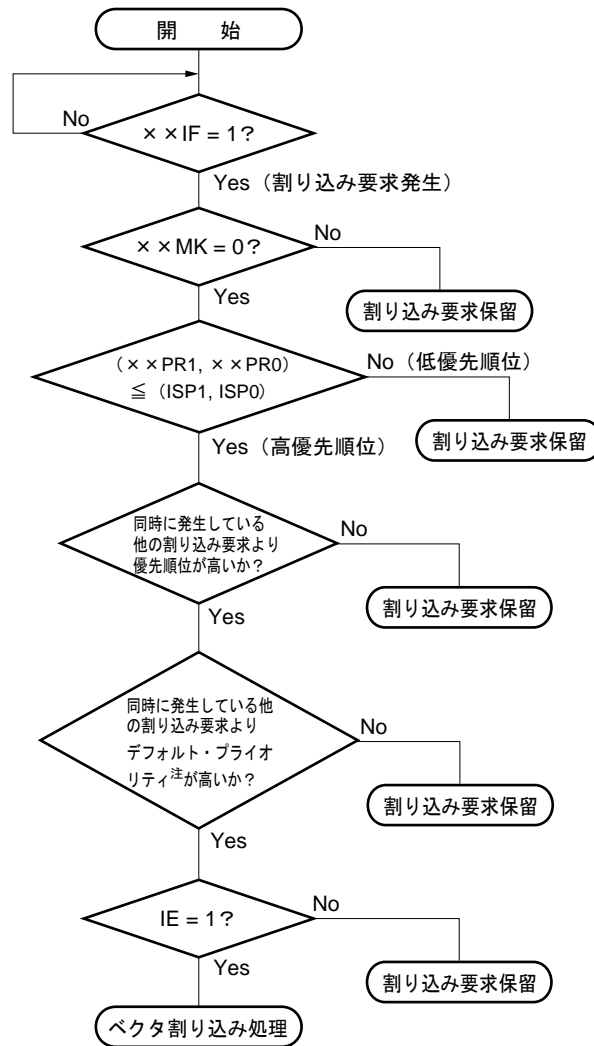 開 始
No
××IF = 1?
Yes（割り込み要求発生）
××MK = 0?
No
Yes
割り込み要求保留
（××PR1, ××PR0）
≦（ISP1, ISP0）
No（低優先順位）
Yes（高優先順位）
割り込み要求保留
同時に発生している
他の割り込み要求より
優先順位が高いか？
No
Yes
割り込み要求保留
同時に発生している他
の割り込み要求より
デフォルト・プライオ
リティ注が高いか？
No
Yes
割り込み要求保留
IE = 1?
No
Yes
割り込み要求保留
ベクタ割り込み処理